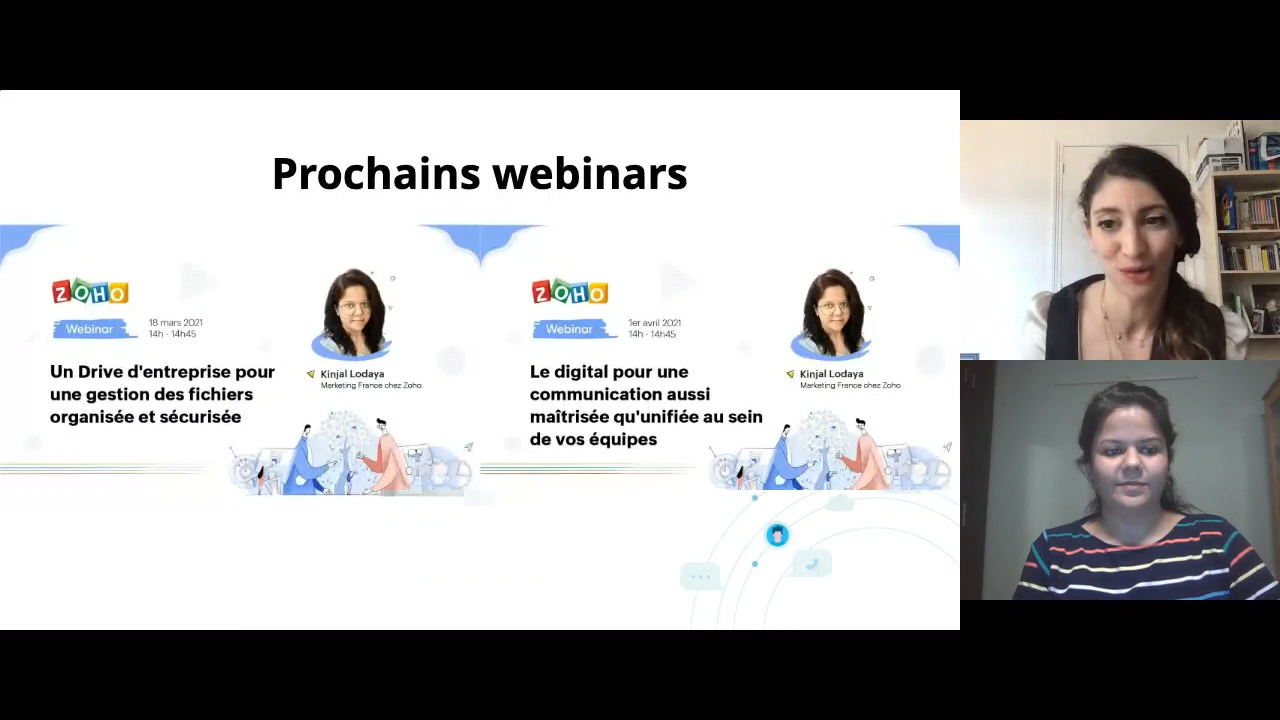 Prochains webinars
ZOHO
Webinar
18 mars 2021
14h - 14h45
Un Drive d'entreprise pour
une gestion des fichiers
organisée et sécurisée
Kinjal Lodaya
Marketing France chez Zoho
ZOHO
Webinar
1er avril 2021
14h - 14h45
Le digital pour une
communication aussi
maîtrisée qu'unifiée au sein
de vos équipes
Kinjal Lodaya
Marketing France chez Zoho